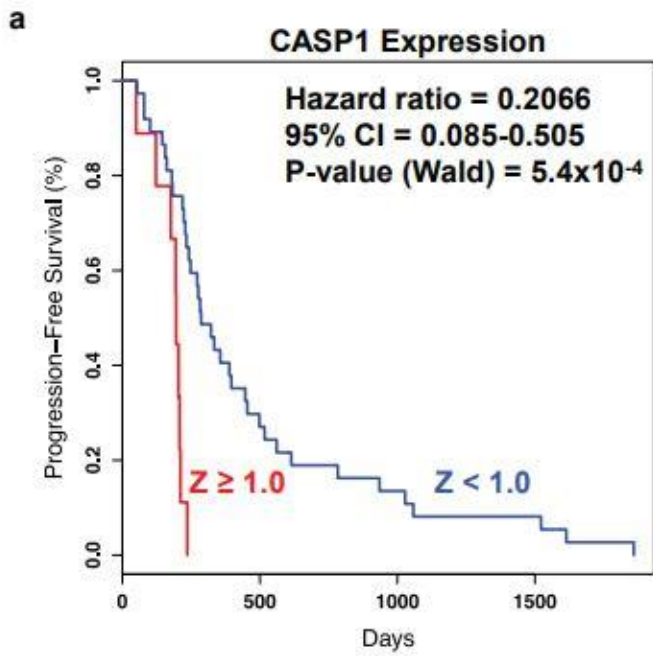 a
CASP1 Expression
Hazard ratio = 0.2066
95% CI = 0.085-0.505
P-value (Wald) = 5.4x10-4
Progression–Free Survival (%)
1.0
0.8
0.6
0.4
0.2
0.0
Z ≥ 1.0
Z < 1.0
0 500 1000 1500
Days